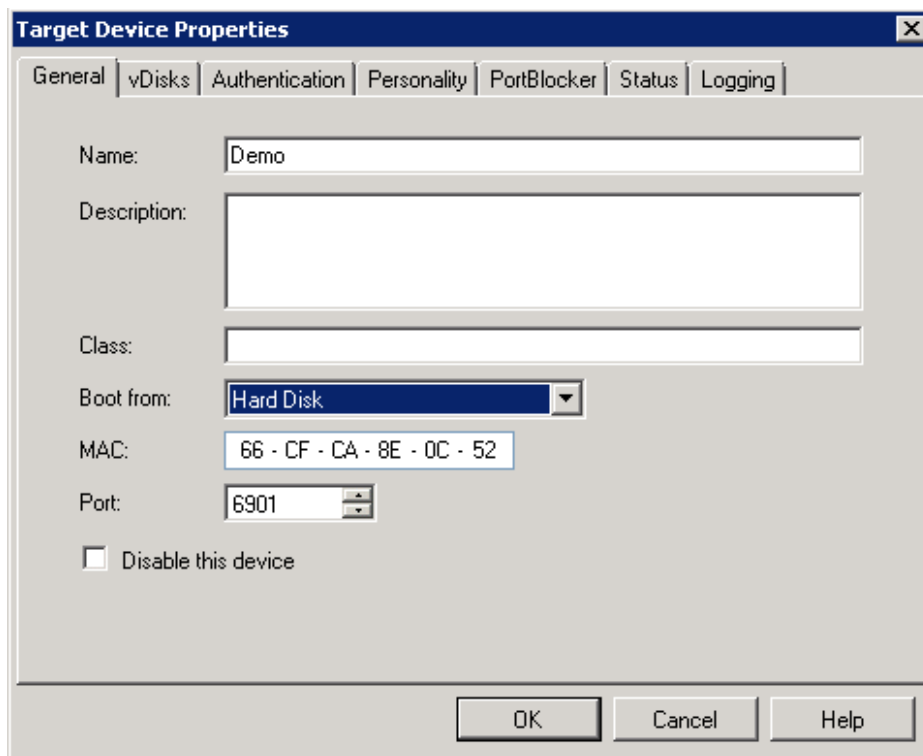 Target Device Properties
General vDisks Authentication Personality PortBlocker Status Logging
Name: Demo
Description:
Class:
Boot from: Hard Disk
MAC: 66 - CF - CA - 8E - 0C - 52
Port: 6901
Disable this device
OK Cancel Help